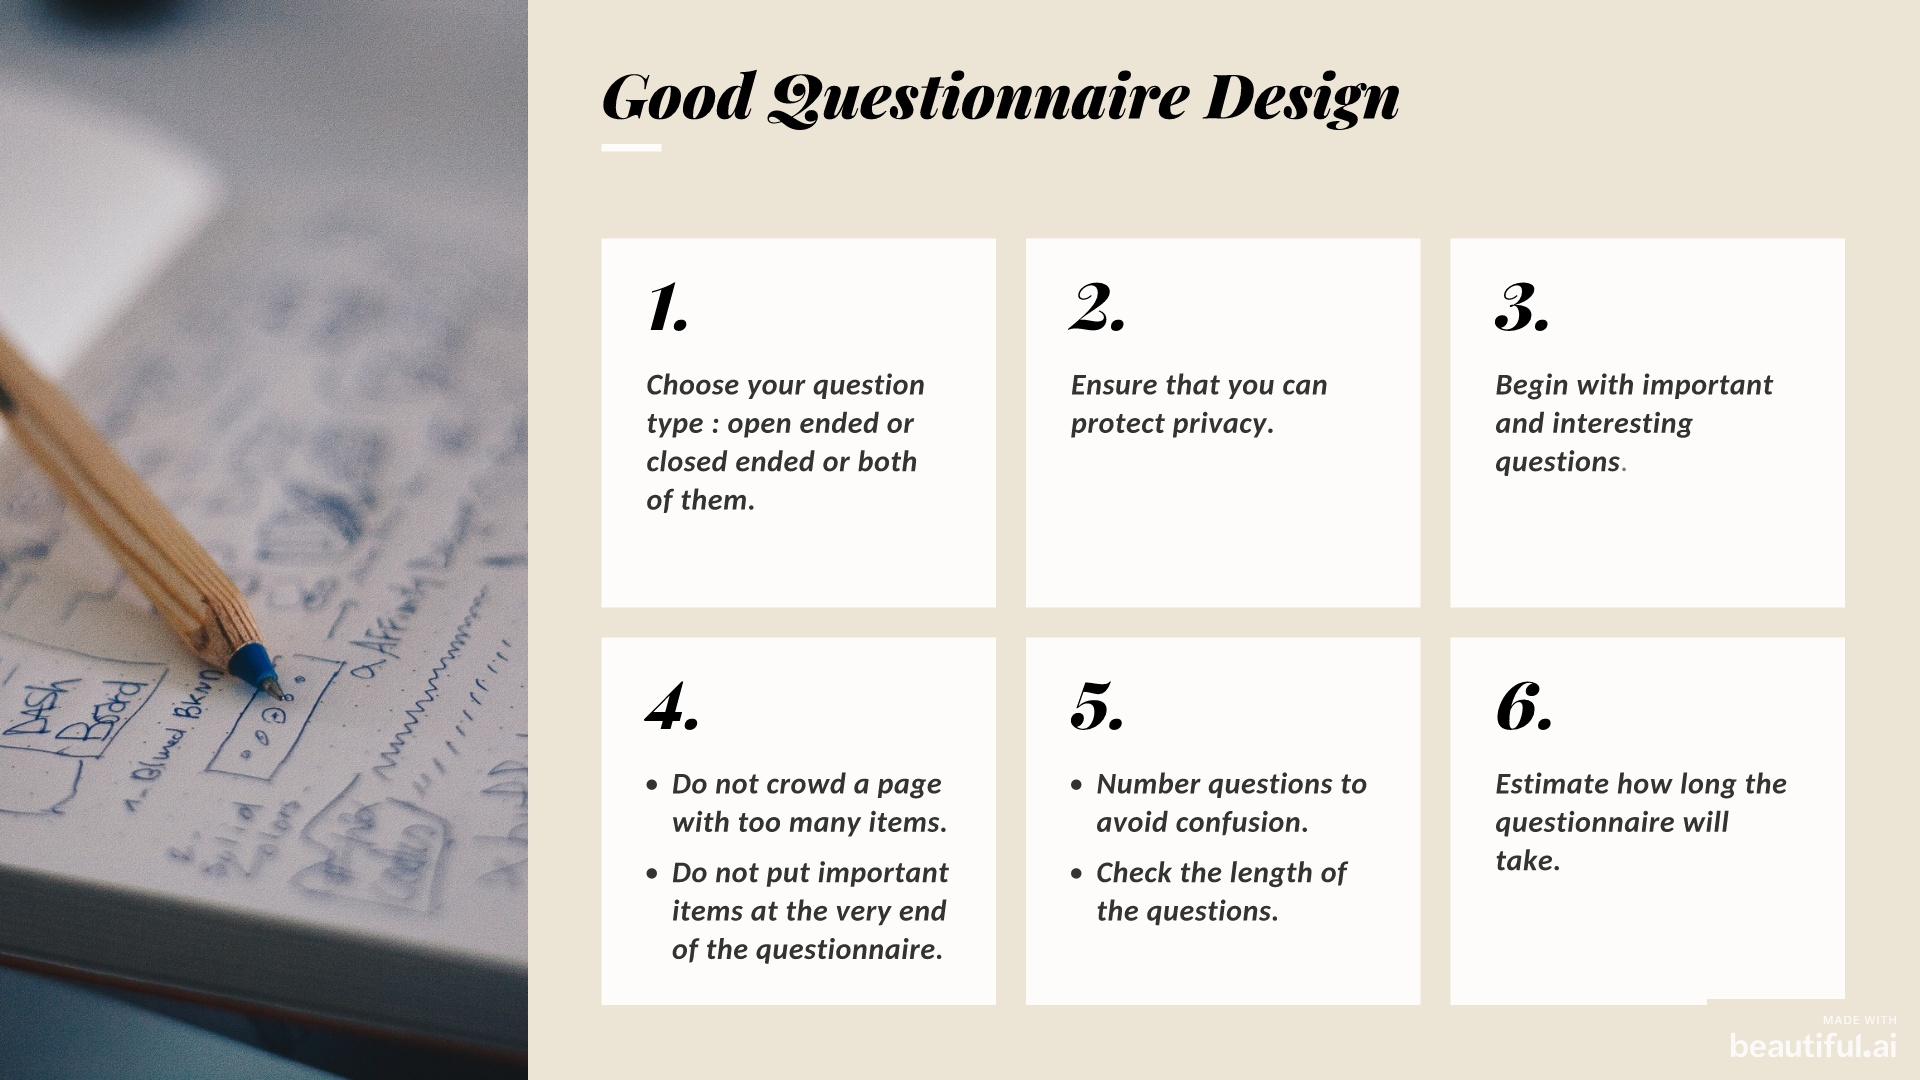 Good Questionnaire Design
1.
Choose your question
type : open ended or
closed ended or both
of them.
2.
Ensure that you can
protect privacy.
3.
Begin with important
and interesting
questions.
4.
• Do not crowd a page
with too many items.
• Do not put important
items at the very end
of the questionnaire.
5.
• Number questions to
avoid confusion.
• Check the length of
the questions.
6.
Estimate how long the
questionnaire will
take.
Board
MADE WITH
beautiful.ai